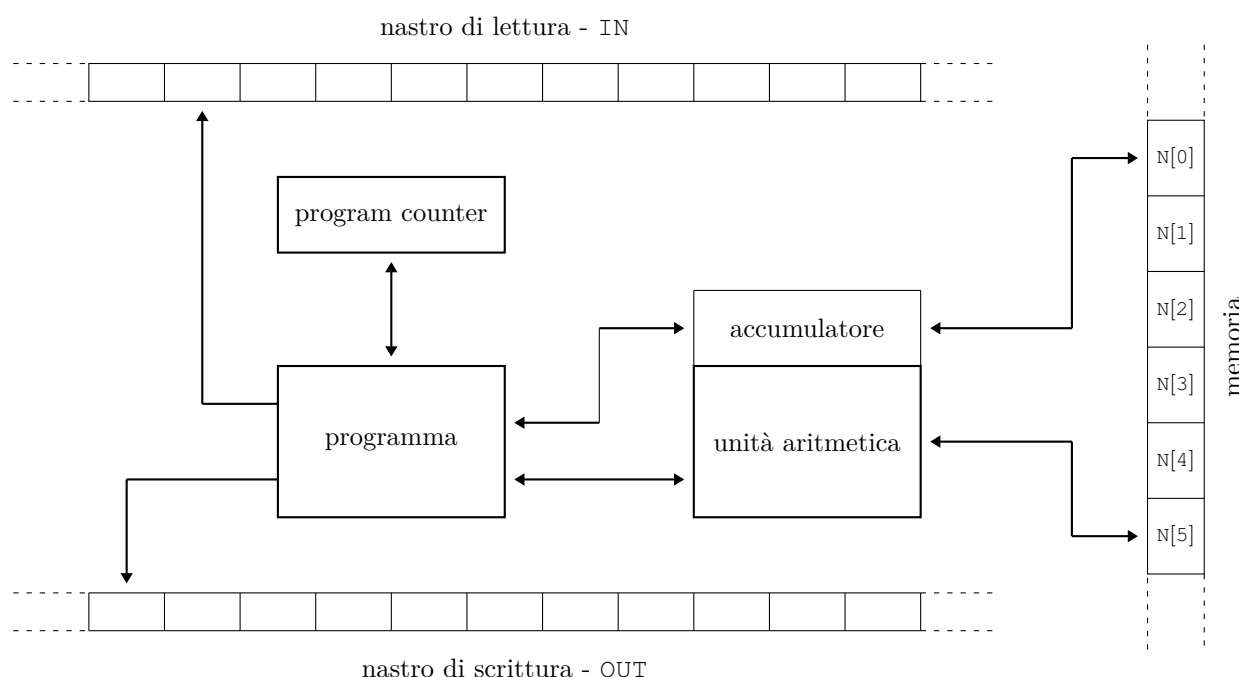 nastro di lettura - IN
program counter
accumulatore
programma
unità aritmetica
N[0]
N[1]
N[2]
N[3]
N[4]
N[5]
memoria
nastro di scrittura - OUT